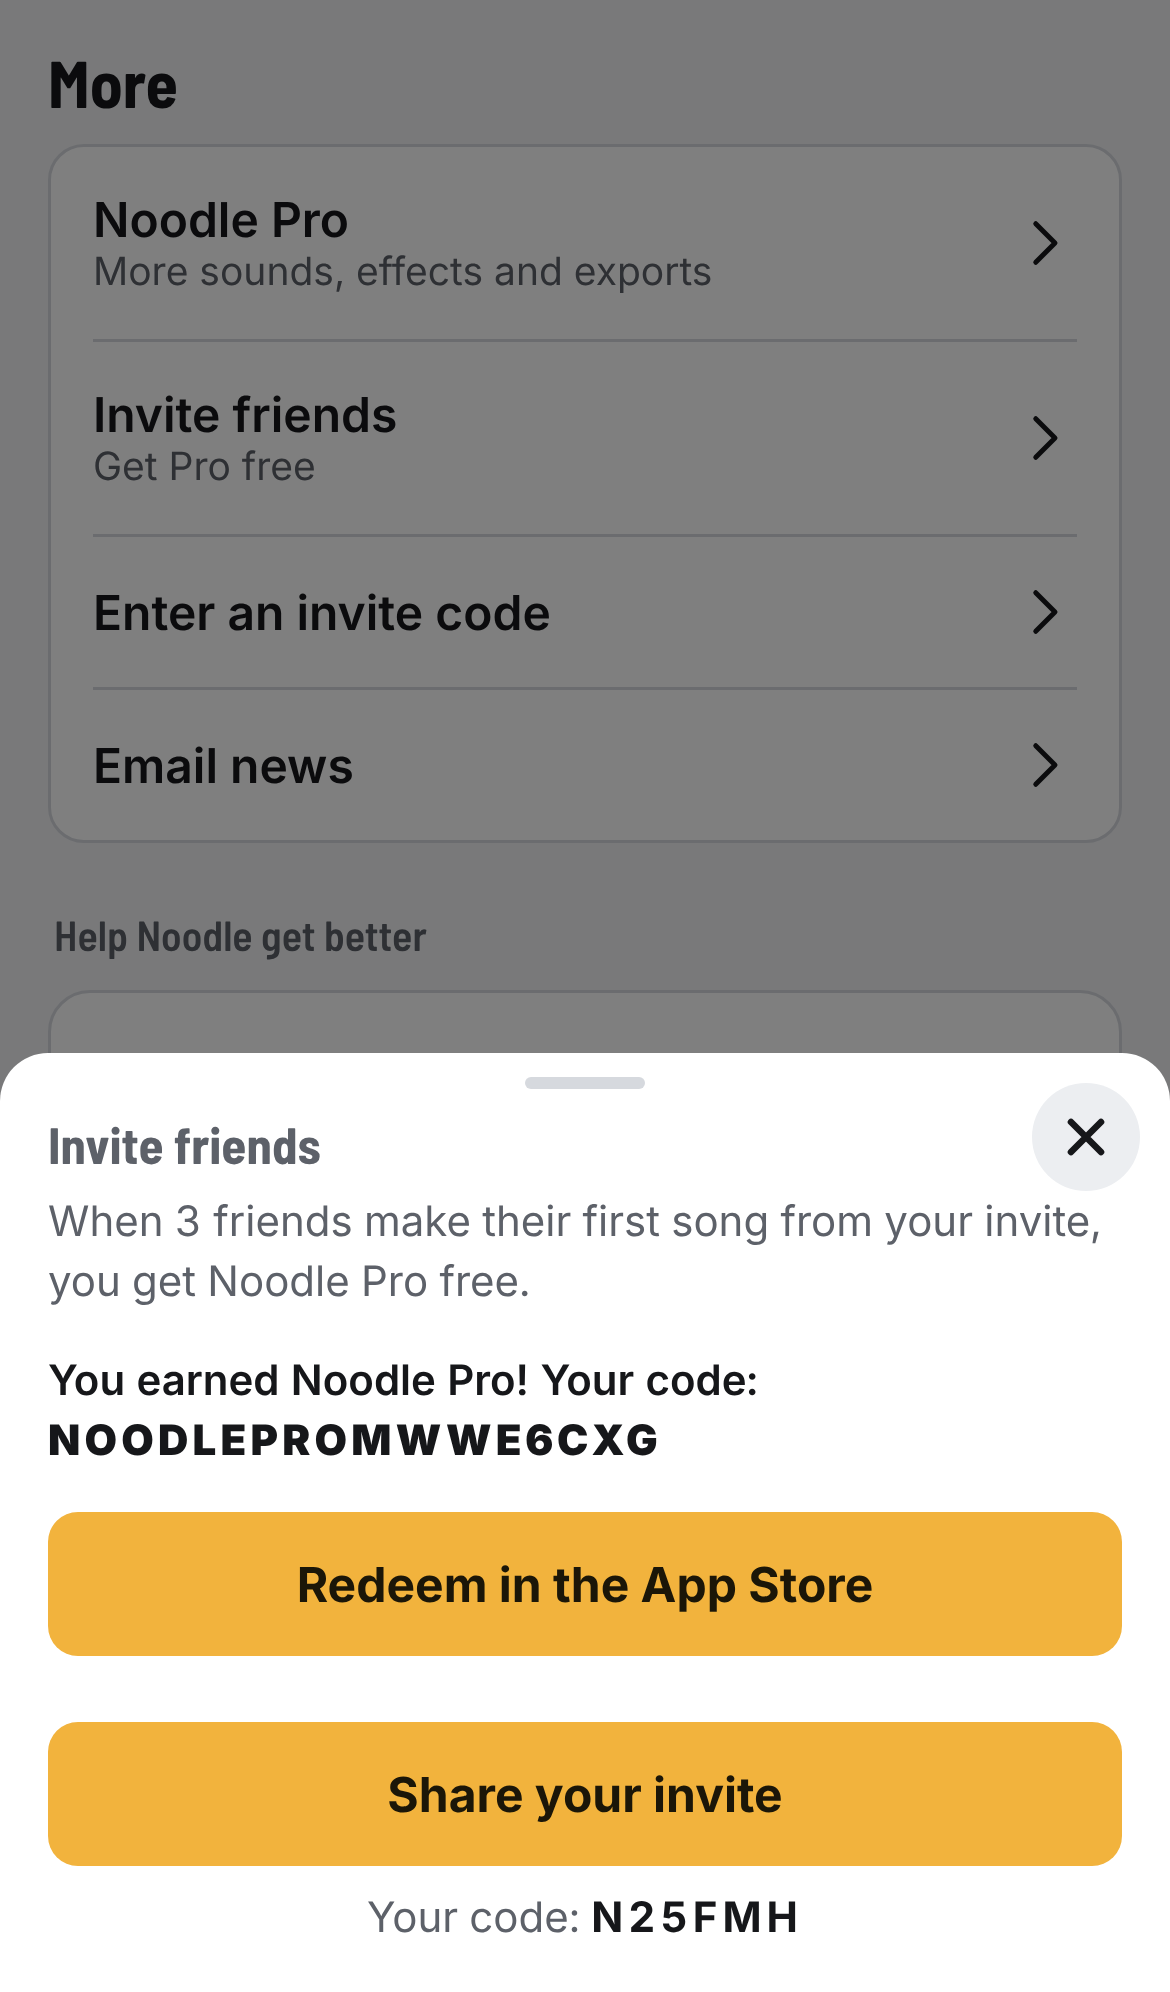 More
Noodle Pro
More sounds, effects and exports
Invite friends
Get Pro free
Enter an invite code
Email news
Help Noodle get better
Invite friends
When 3 friends make their first song from your invite,
you get Noodle Pro free.
You earned Noodle Pro! Your code:
NOODLEPROMWWE6CXG
Redeem in the App Store
Share your invite
Your code: N25FMH